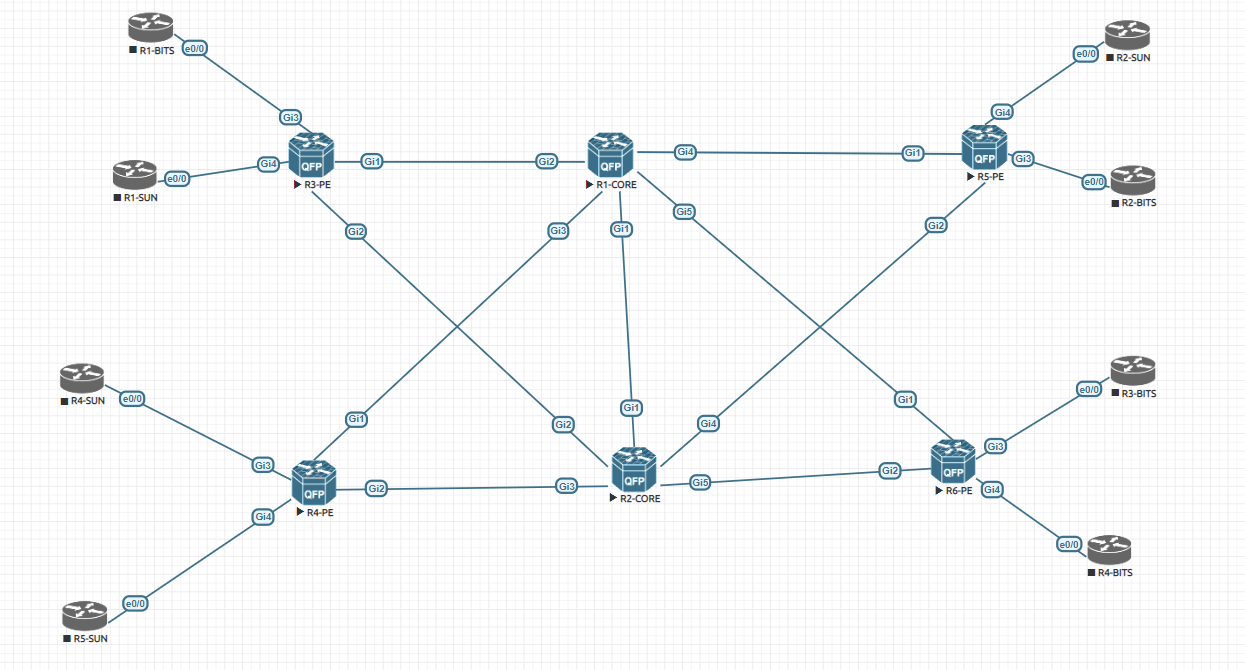 R1-BITS
e0/0
Gi3
R2-SUN
e0/0
Gi4
R1-SUN
e0/0
Gi4
QFP
R3-PE
Gi1
Gi2
QFP
R1-CORE
Gi4
Gi1
QFP
R5-PE
Gi3
e0/0
R2-BITS
Gi2
Gi3
Gi1
Gi5
Gi2
R4-SUN
e0/0
Gi1
Gi2
Gi1
Gi4
Gi1
e0/0
R3-BITS
Gi3
QFP
R4-PE
Gi2
Gi3
QFP
R2-CORE
Gi5
Gi2
QFP
R6-PE
Gi3
Gi4
Gi4
e0/0
R4-BITS
e0/0
R5-SUN